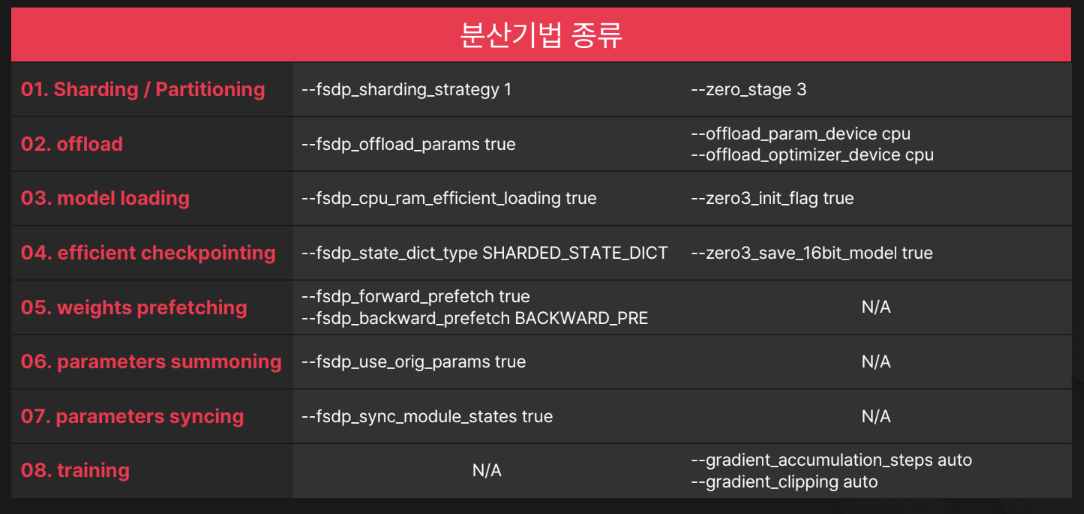 분산기법 종류
01. Sharding / Partitioning
--fsdp_sharding_strategy 1
--zero_stage 3
02. offload
--fsdp_offload_params true
--offload_param_device cpu
--offload_optimizer_device cpu
03. model loading
--fsdp_cpu_ram_efficient_loading true
--zero3_init_flag true
04. efficient checkpointing
--fsdp_state_dict_type SHARDED_STATE_DICT
--zero3_save_16bit_model true
05. weights prefetching
--fsdp_forward_prefetch true
--fsdp_backward_prefetch BACKWARD_PRE
N/A
06. parameters summoning
--fsdp_use_orig_params true
N/A
07. parameters syncing
--fsdp_sync_module_states true
N/A
08. training
N/A
--gradient_accumulation_steps auto
--gradient_clipping auto